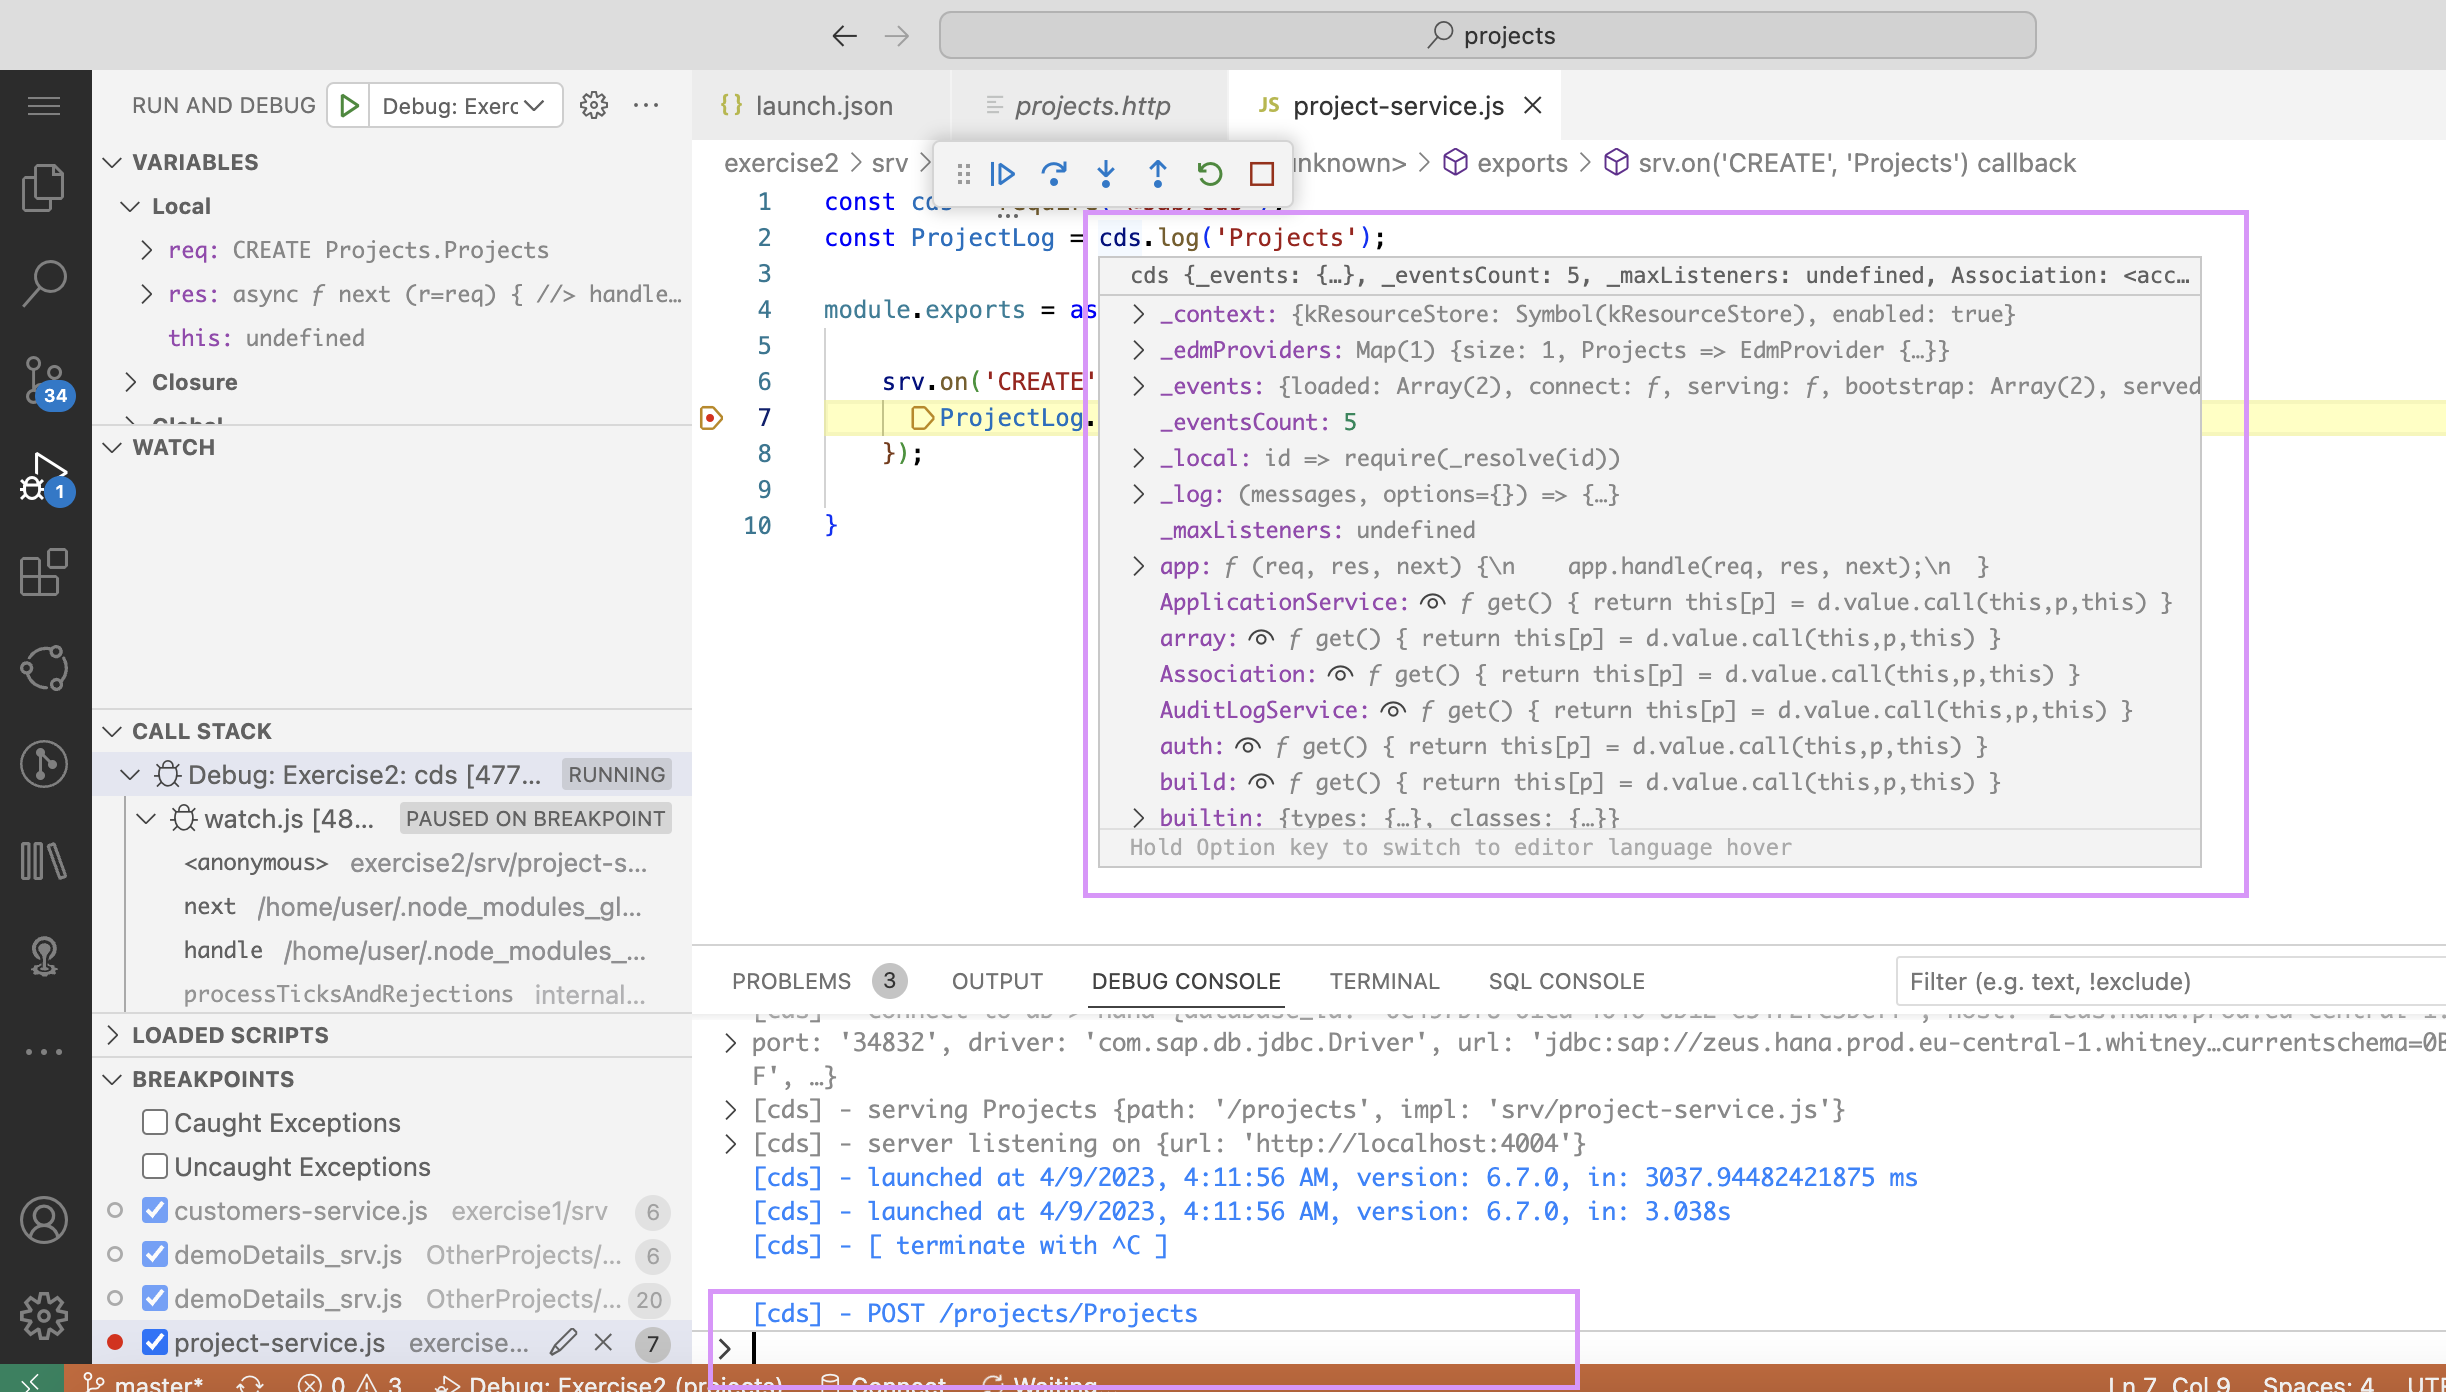 projects
RUN AND DEBUG
Debug: Exerc
VARIABLES
Local
req: CREATE Projects.Projects
res: async ƒ next (r=req) { //> handle…
this: undefined
Closure
Global
WATCH
CALL STACK
Debug: Exercise2: cds [477... RUNNING
watch.js [48... PAUSED ON BREAKPOINT
<anonymous> exercise2/srv/project-s...
next /home/user/.node_modules_gl...
handle /home/user/.node_modules_...
processTicksAndRejections internal...
LOADED SCRIPTS
BREAKPOINTS
Caught Exceptions
Uncaught Exceptions
customers-service.js exercise1/srv 6
demoDetails_srv.js OtherProjects/... 6
demoDetails_srv.js OtherProjects/... 20
project-service.js exercise... 7
34
1
{} launch.json
projects.http
JS project-service.js
exercise2 > srv >
nknown> > exports > srv.on('CREATE', 'Projects') callback
1 const cds
2 const ProjectLog = cds.log('Projects');
3
4 module.exports = as
5
6 srv.on('CREATE'
7 ProjectLog.
8 });
9
10 }
cds {_events: {…}, _eventsCount: 5, _maxListeners: undefined, Association: <acc…
_context: {kResourceStore: Symbol(kResourceStore), enabled: true}
_edmProviders: Map(1) {size: 1, Projects => EdmProvider {…}}
_events: {loaded: Array(2), connect: ƒ, serving: ƒ, bootstrap: Array(2), served
_eventsCount: 5
_local: id => require(_resolve(id))
_log: (messages, options={}) => {…}
_maxListeners: undefined
app: ƒ (req, res, next) {\n    app.handle(req, res, next);\n  }
ApplicationService: ƒ get() { return this[p] = d.value.call(this,p,this) }
array: ƒ get() { return this[p] = d.value.call(this,p,this) }
Association: ƒ get() { return this[p] = d.value.call(this,p,this) }
AuditLogService: ƒ get() { return this[p] = d.value.call(this,p,this) }
auth: ƒ get() { return this[p] = d.value.call(this,p,this) }
build: ƒ get() { return this[p] = d.value.call(this,p,this) }
builtin: {types: {…}, classes: {…}}
Hold Option key to switch to editor language hover
PROBLEMS 3 OUTPUT DEBUG CONSOLE TERMINAL SQL CONSOLE
Filter (e.g. text, !exclude)
port: '34832', driver: 'com.sap.db.jdbc.Driver', url: 'jdbc:sap://zeus.hana.prod.eu-central-1.whitney…currentschema=0
F', …}
[cds] - serving Projects {path: '/projects', impl: 'srv/project-service.js'}
[cds] - server listening on {url: 'http://localhost:4004'}
[cds] - launched at 4/9/2023, 4:11:56 AM, version: 6.7.0, in: 3037.94482421875 ms
[cds] - launched at 4/9/2023, 4:11:56 AM, version: 6.7.0, in: 3.038s
[cds] - [ terminate with ^C ]
[cds] - POST /projects/Projects
>
master* 0 3 Debug: Exercise2 (projects) Connect Waiting
Ln 7, Col 9 Spaces: 4 UTF